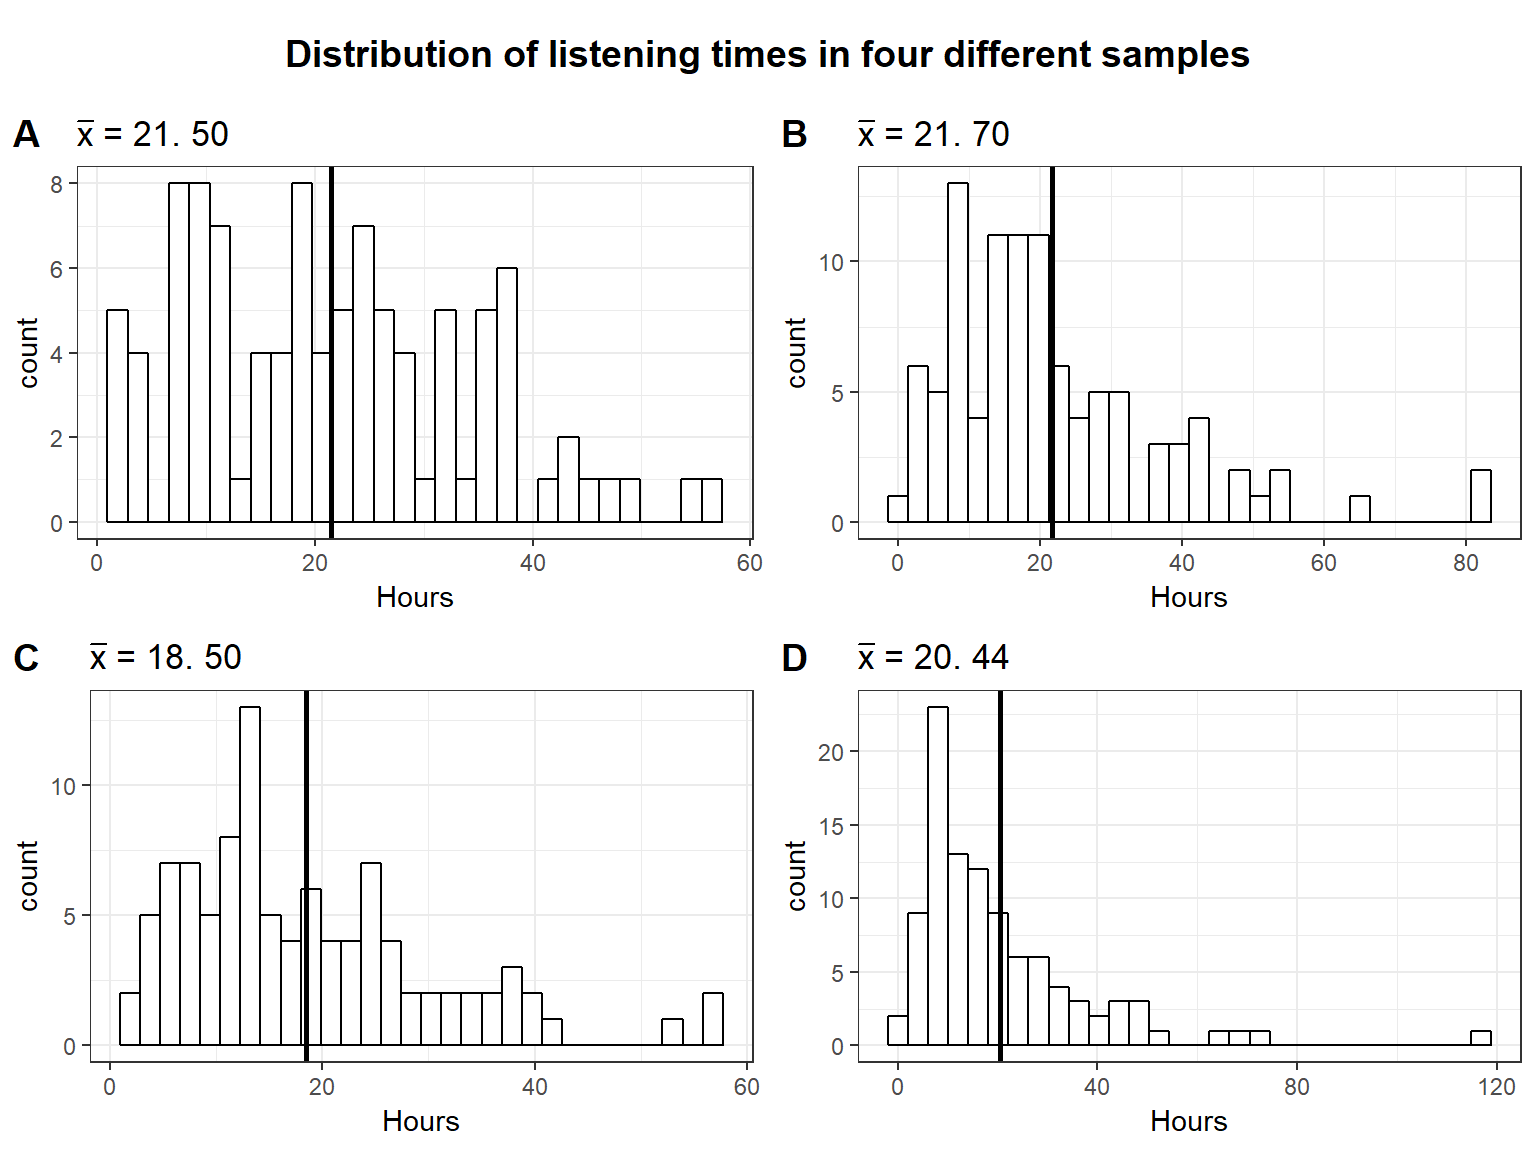 Distribution of listening times in four different samples
A x̅ = 21. 50
8
6
4
2
0
count
0 20 40 60
Hours
B x̅ = 21. 70
10
5
0
count
0 20 40 60 80
Hours
C x̅ = 18. 50
10
5
0
count
0 20 40 60
Hours
D x̅ = 20. 44
20
15
10
5
0
count
0 40 80 120
Hours